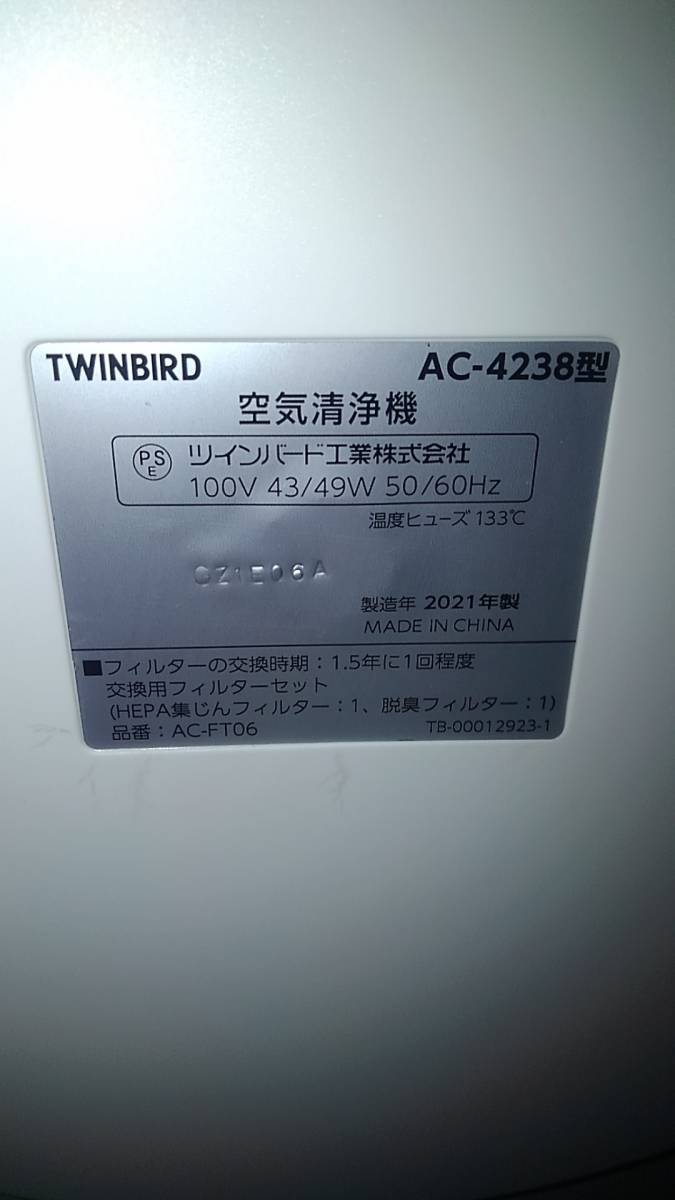 TWINBIRD AC-4238型
空気清浄機
PSE ツインバード工業株式会社
100V 43/49W 50/60Hz
温度ヒューズ 133℃
CZ1E06A
製造年 2021年製
MADE IN CHINA
■フィルターの交換時期:1.5年に1回程度
交換用フィルターセット
(HEPA集じんフィルター:1、脱臭フィルター:1)
品番:AC-FT06 TB-00012923-1